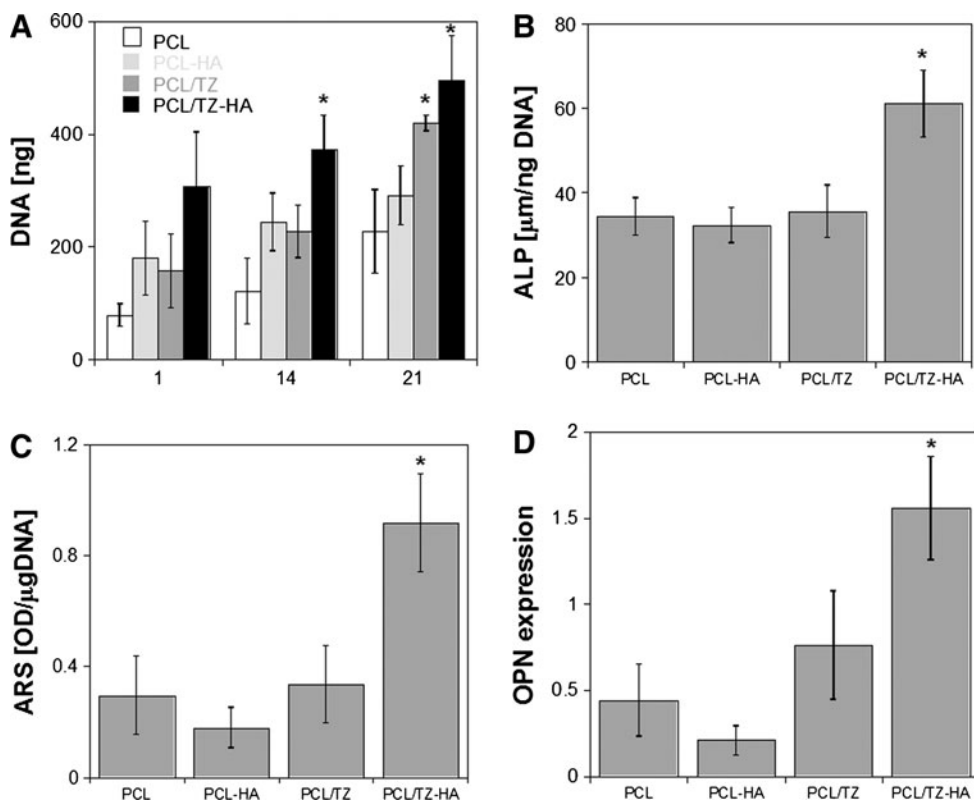 A
DNA [ng]
600
400
200
0
PCL
PCL-HA
PCL/TZ
PCL/TZ-HA
*
*
*
1 14 21
B
ALP [μm/ng DNA]
80
60
40
20
0
*
PCL PCL-HA PCL/TZ PCL/TZ-HA
C
ARS [OD/μgDNA]
1.2
0.8
0.4
0
*
PCL PCL-HA PCL/TZ PCL/TZ-HA
D
OPN expression
2
1.5
1
0.5
0
*
PCL PCL-HA PCL/TZ PCL/TZ-HA